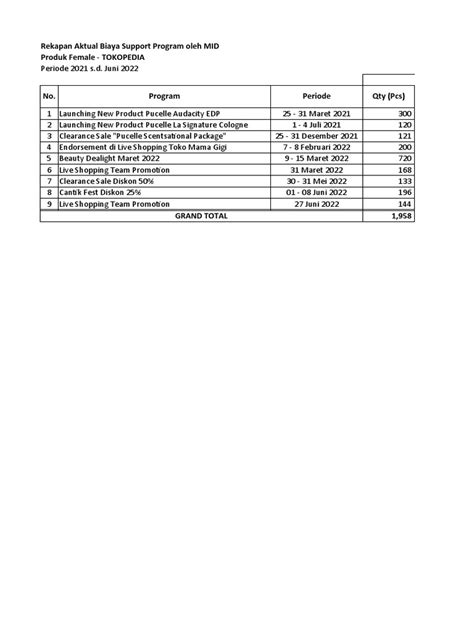 Rekapan Aktual Biaya Support Program oleh MID
Produk Female - TOKOPEDIA
Periode 2021 s.d. Juni 2022
No. Program Periode Qty (Pcs)
1 Launching New Product Pucelle Audacity EDP 25 - 31 Maret 2021 300
2 Launching New Product Pucelle La Signature Cologne 1 - 4 Juli 2021 120
3 Clearance Sale "Pucelle Scentsational Package" 25 - 31 Desember 2021 121
4 Endorsement di Live Shopping Toko Mama Gigi 7 - 8 Februari 2022 200
5 Beauty Dealight Maret 2022 9 - 15 Maret 2022 720
6 Live Shopping Team Promotion 31 Maret 2022 168
7 Clearance Sale Diskon 50% 30 - 31 Mei 2022 133
8 Cantik Fest Diskon 25% 01 - 08 Juni 2022 196
9 Live Shopping Team Promotion 27 Juni 2022 144
GRAND TOTAL 1,958